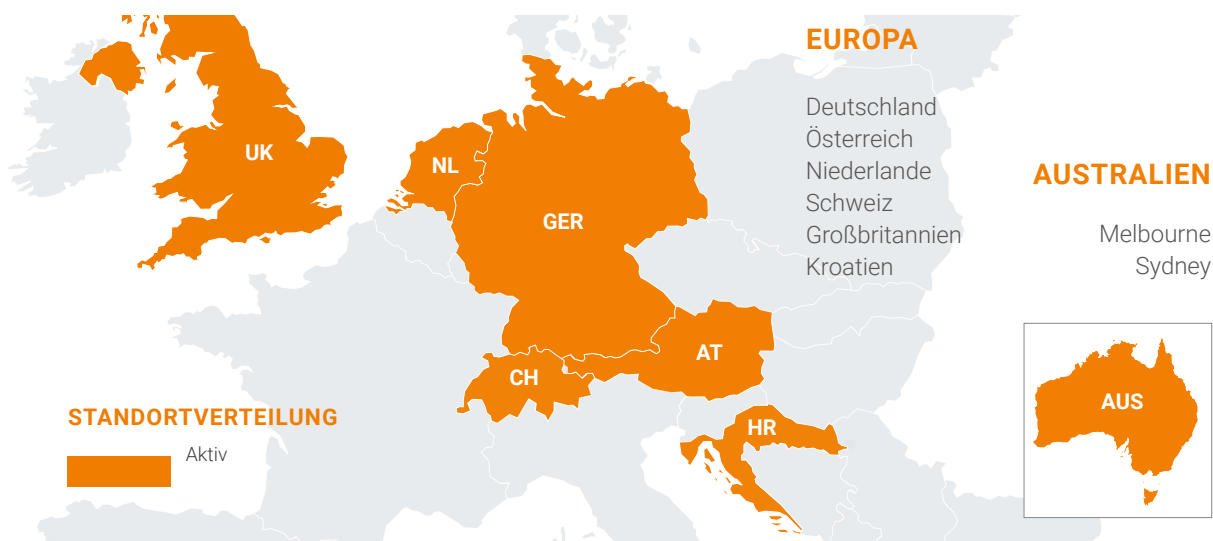 EUROPA
Deutschland
Österreich
Niederlande
Schweiz
Großbritannien
Kroatien
AUSTRALIEN
Melbourne
Sydney
UK
NL
GER
AT
CH
HR
AUS
STANDORTVERTEILUNG
Aktiv